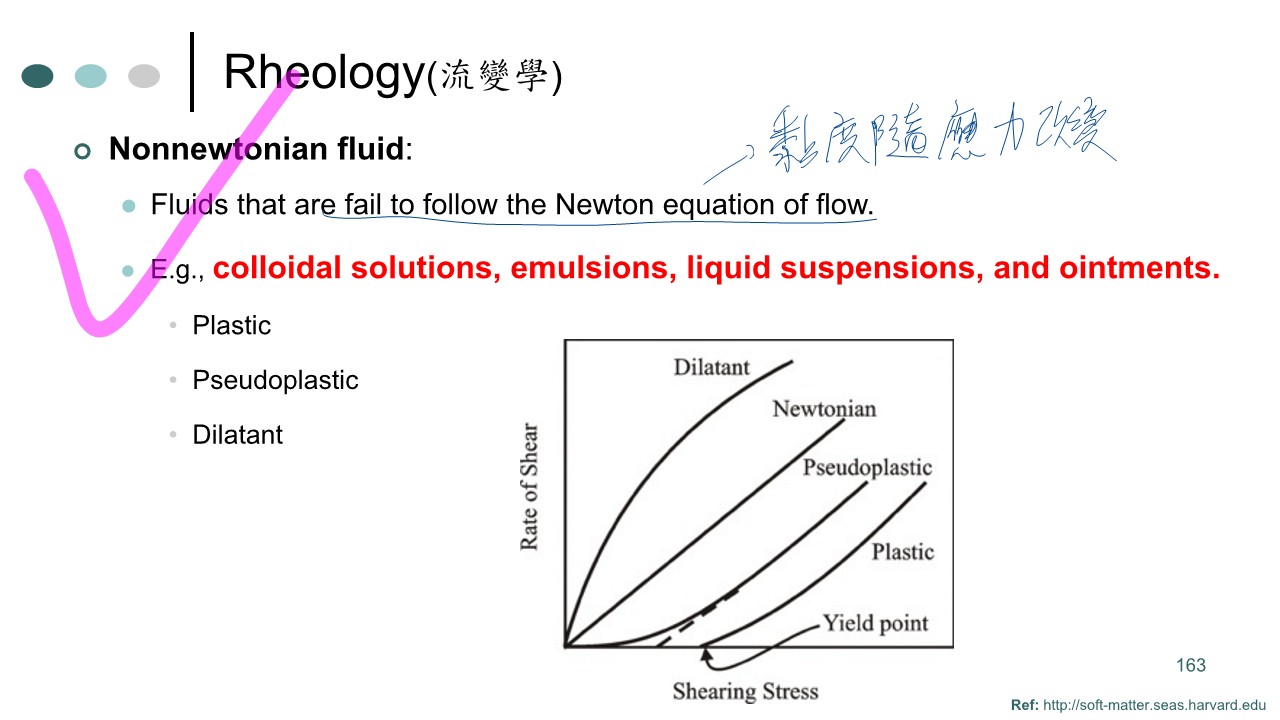 Rheology(流變學)
黏度隨應力改變
Nonnewtonian fluid:
Fluids that are fail to follow the Newton equation of flow.
E.g., colloidal solutions, emulsions, liquid suspensions, and ointments.
Plastic
Pseudoplastic
Dilatant
Dilatant
Newtonian
Pseudoplastic
Plastic
Yield point
Rate of Shear
Shearing Stress
163
Ref: http://soft-matter.seas.harvard.edu